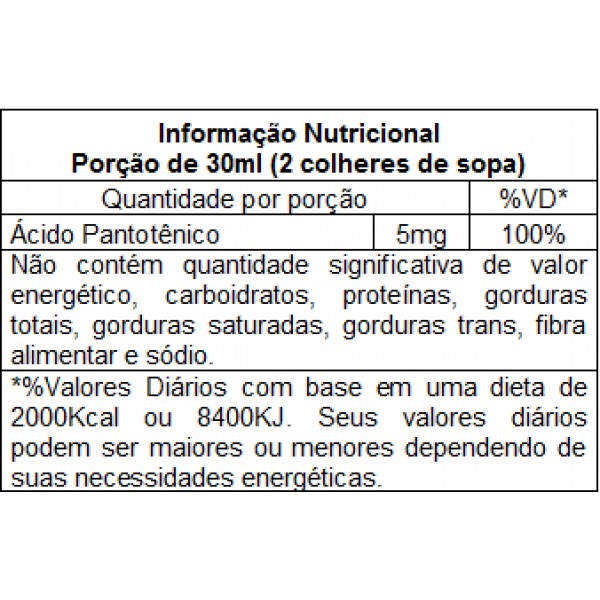 Informação Nutricional
Porção de 30ml (2 colheres de sopa)
Quantidade por porção %VD*
Ácido Pantotênico 5mg 100%
Não contém quantidade significativa de valor
energético, carboidratos, proteínas, gorduras
totais, gorduras saturadas, gorduras trans, fibra
alimentar e sódio.
*%Valores Diários com base em uma dieta de
2000Kcal ou 8400KJ. Seus valores diários
podem ser maiores ou menores dependendo de
suas necessidades energéticas.